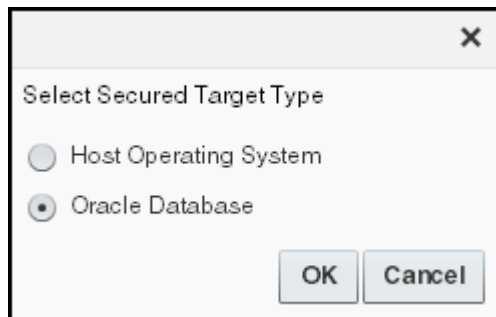 Select Secured Target Type
Host Operating System
Oracle Database
OK Cancel